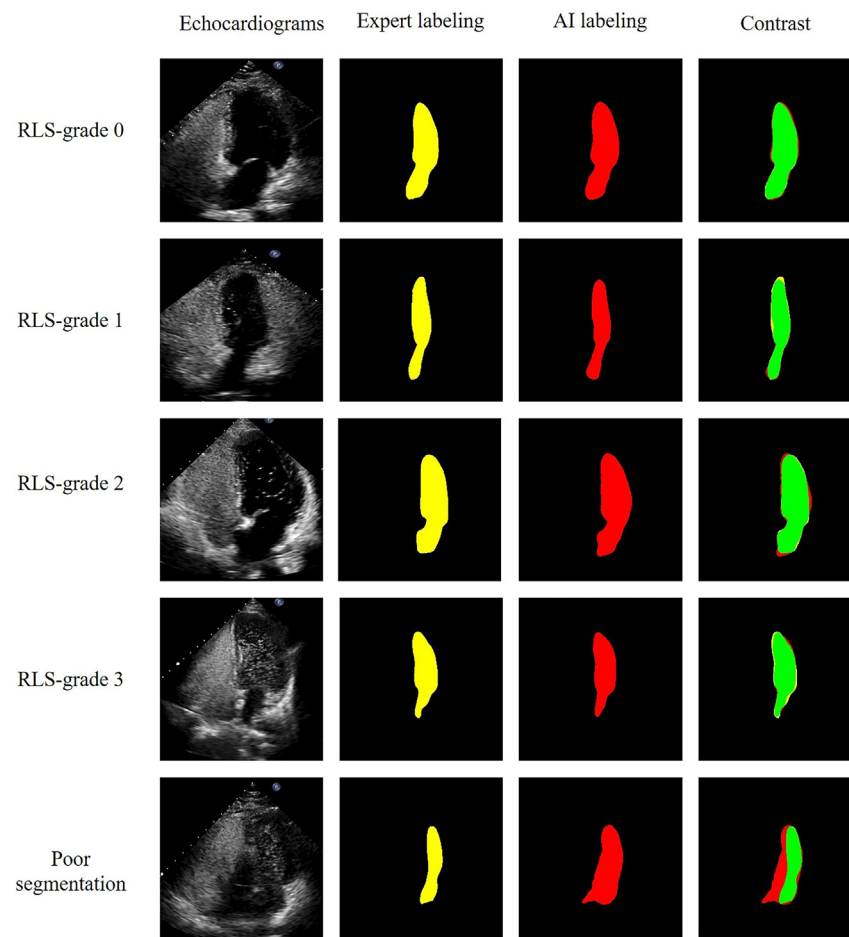 Echocardiograms
Expert labeling
AI labeling
Contrast
RLS-grade 0
RLS-grade 1
RLS-grade 2
RLS-grade 3
Poor
segmentation